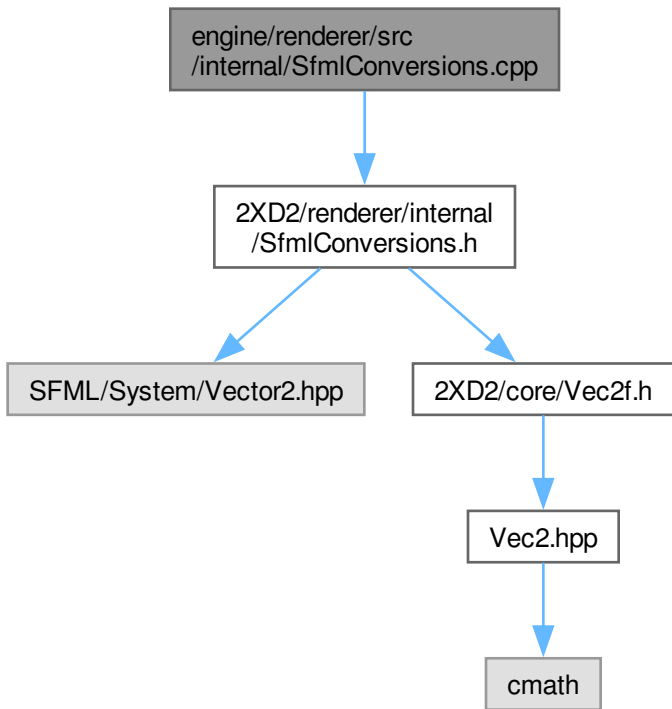 engine/renderer/src
/internal/SfmlConversions.cpp
2XD2/renderer/internal
/SfmlConversions.h
SFML/System/Vector2.hpp
2XD2/core/Vec2f.h
Vec2.hpp
cmath